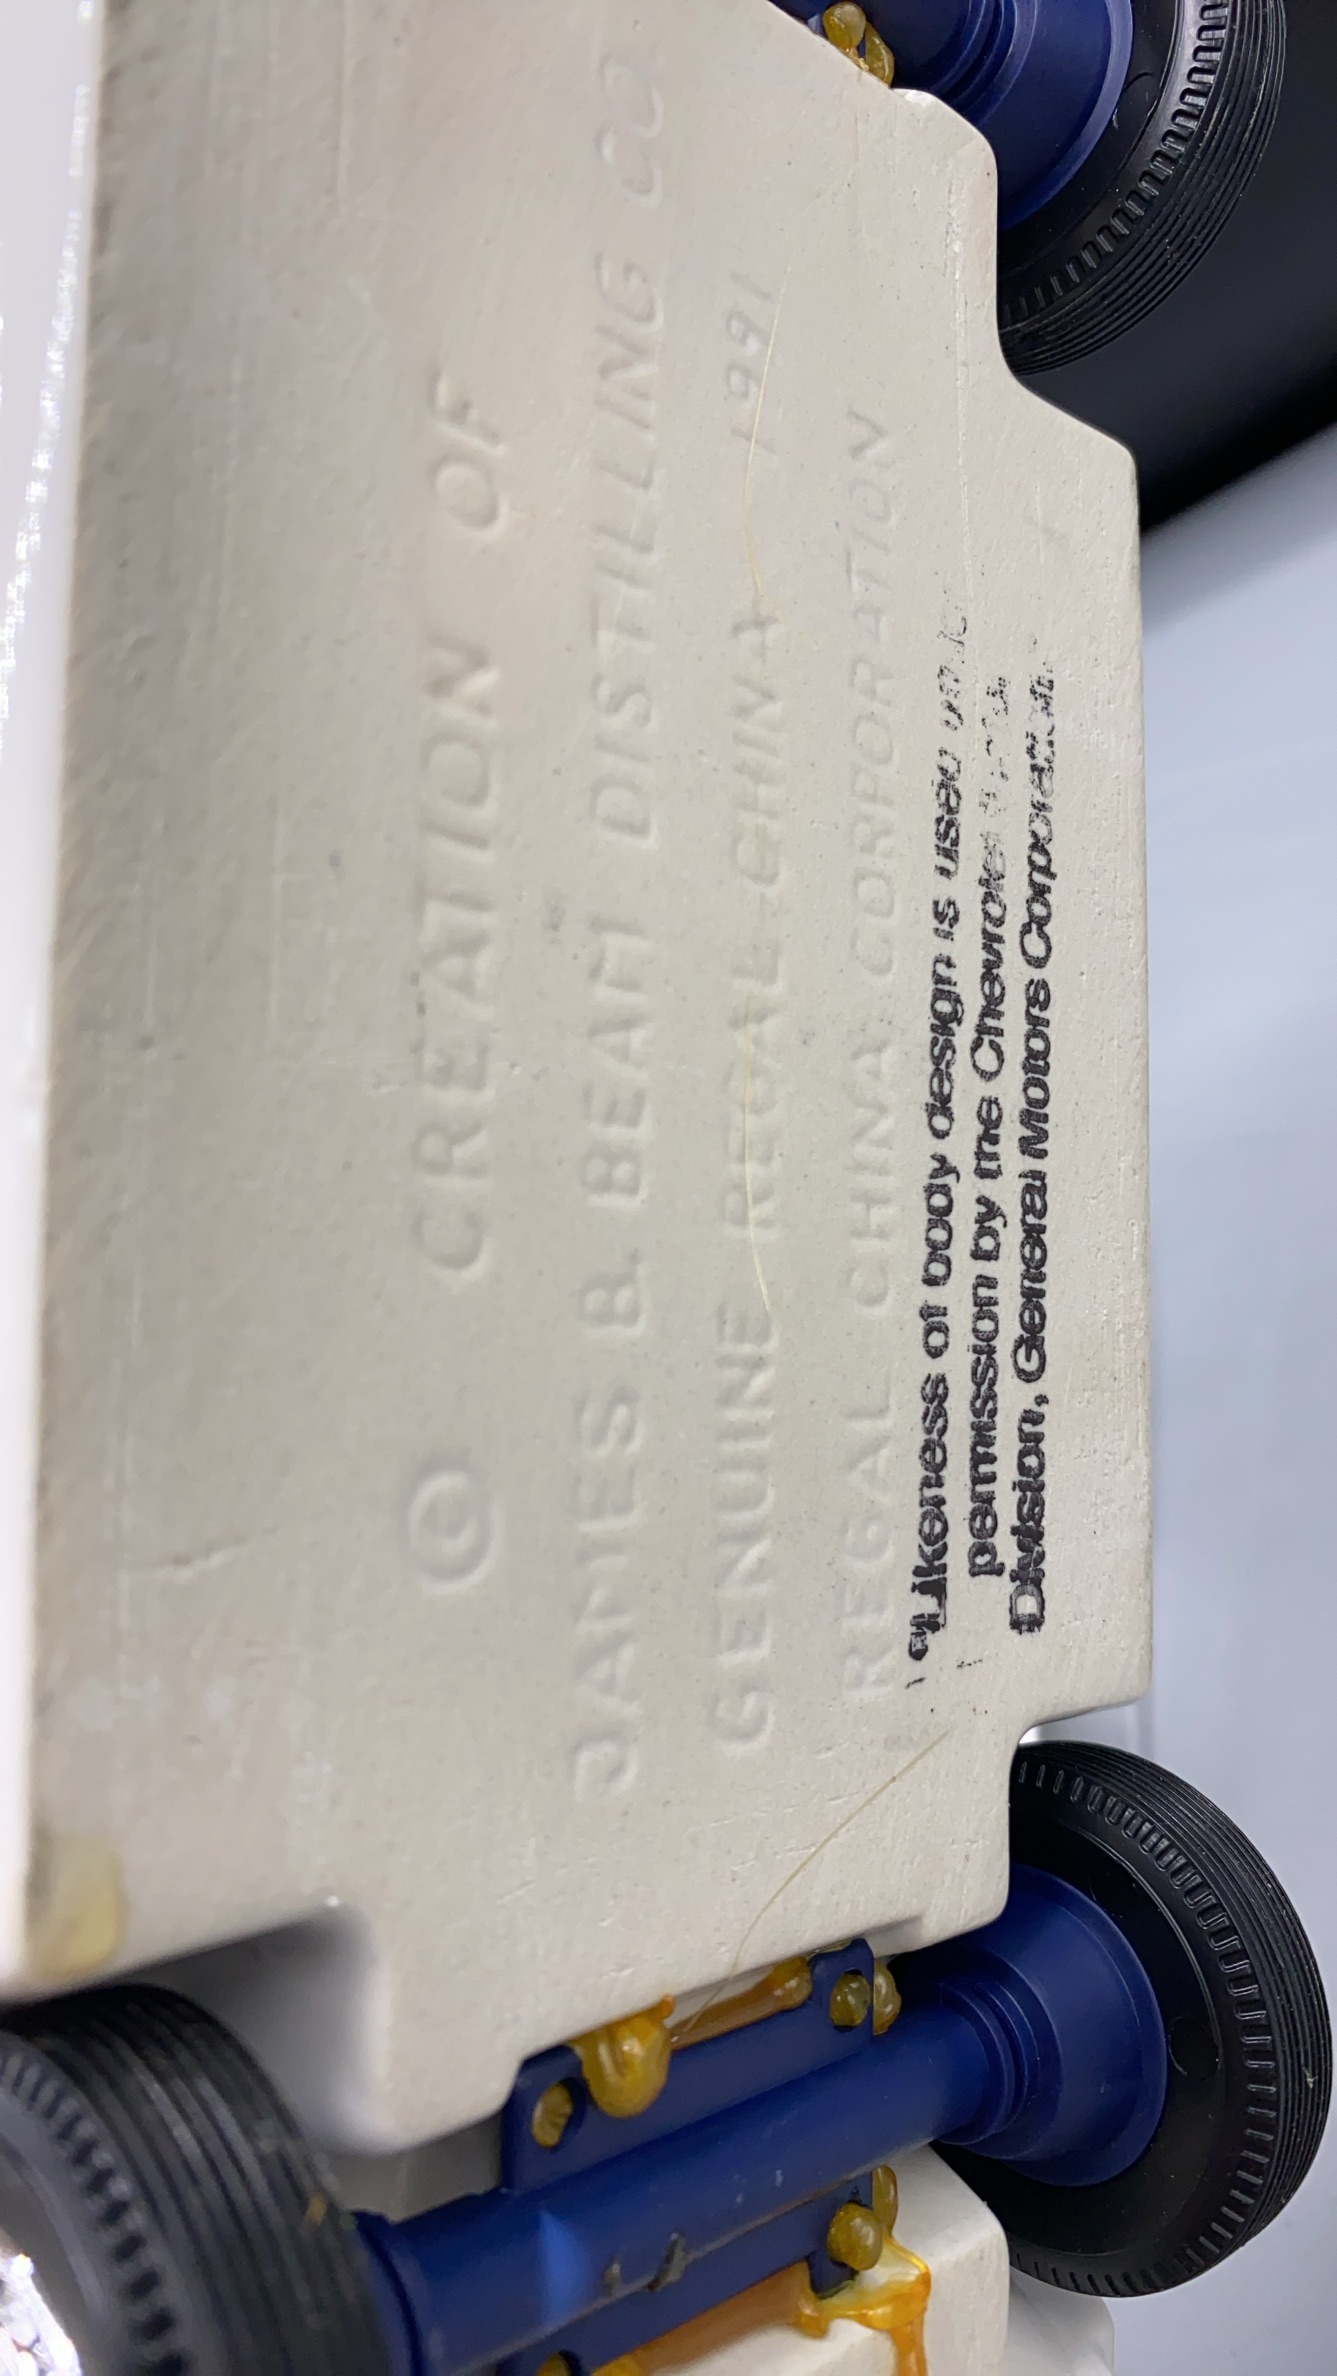 © CREATION OF
JAMES B. BEAM DISTILLING CO
GENUINE REGAL CHINA 1991
REGAL CHINA CORPORATION
"Likeness of body design is used under
permission by the Chevrolet
Division, General Motors Corporation.